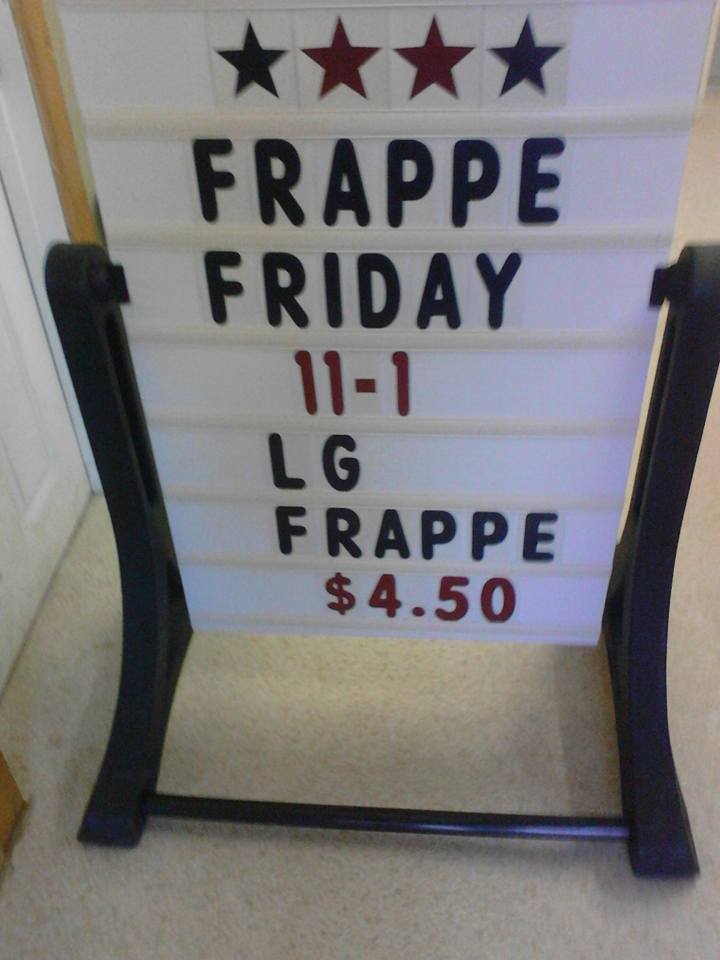 FRAPPE
FRIDAY
11-1
LG
FRAPPE
$4.50